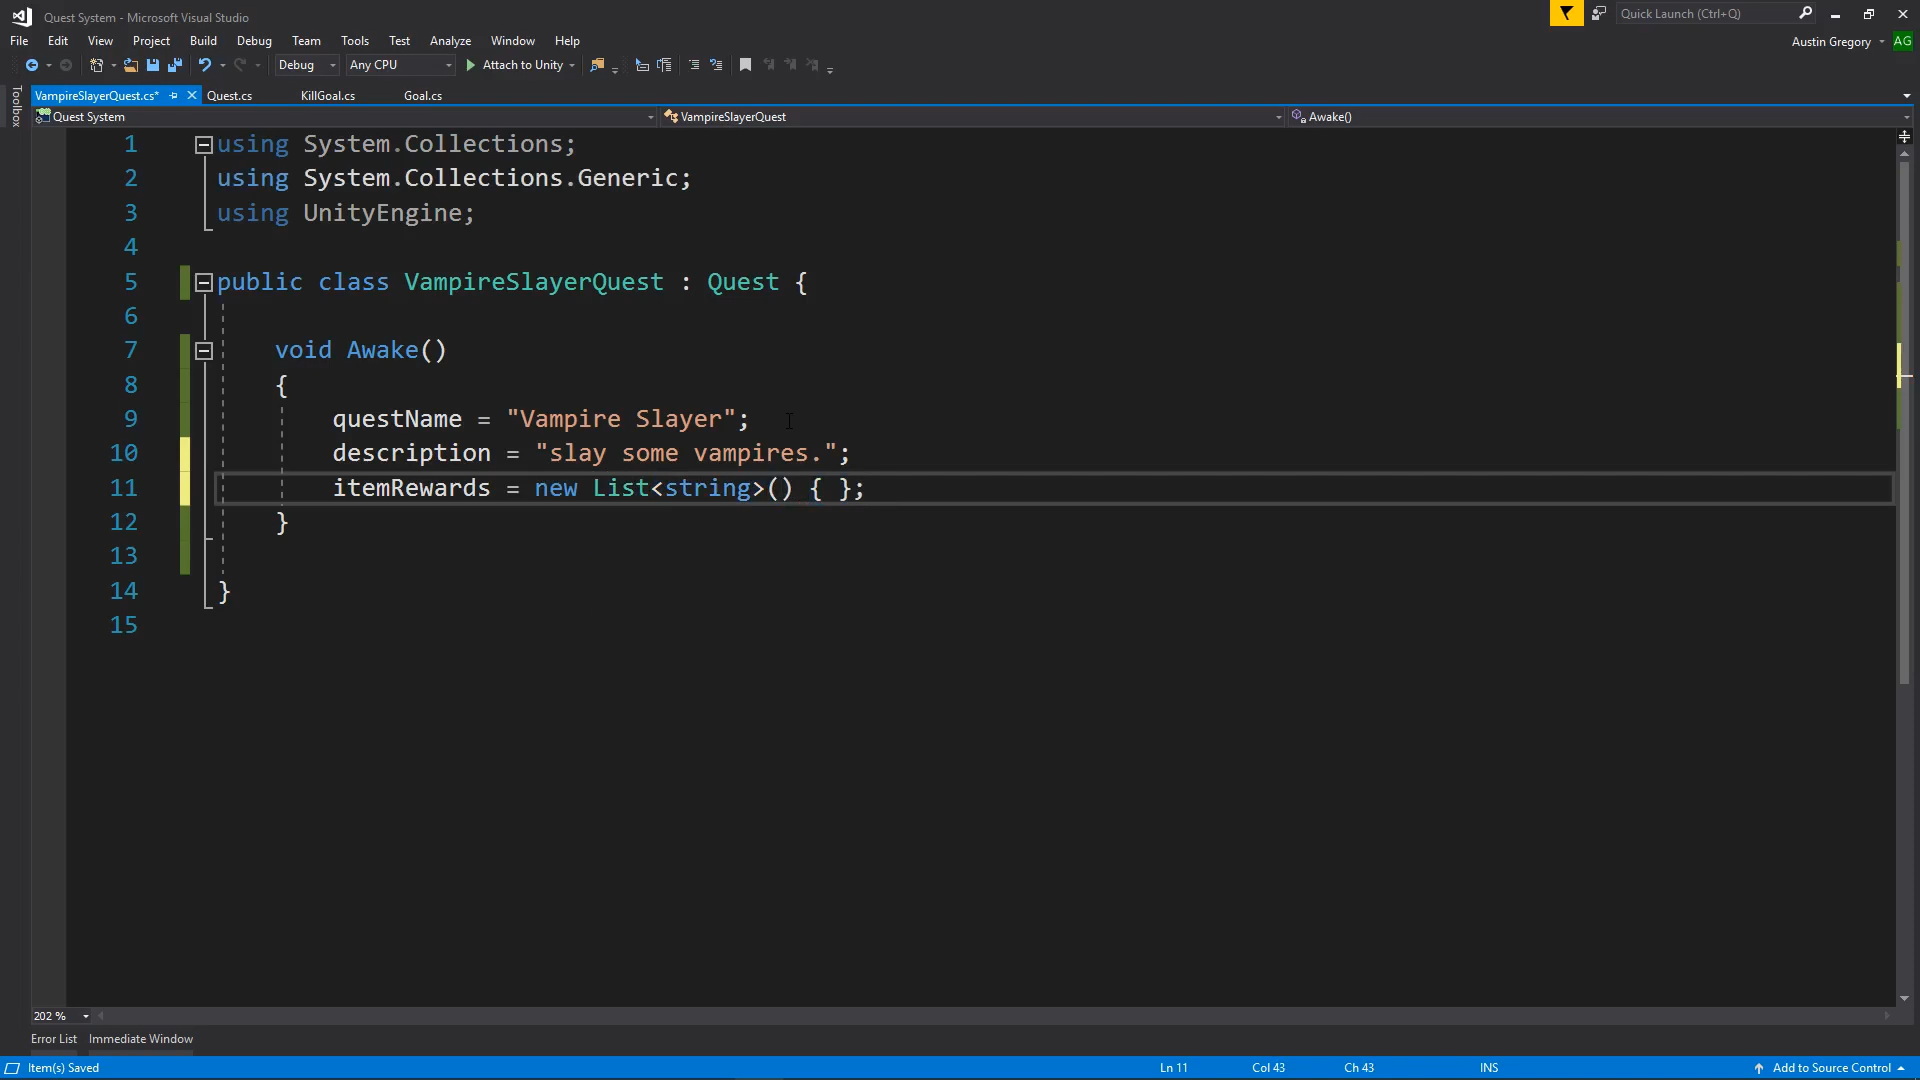 Quest System - Microsoft Visual Studio
Quick Launch (Ctrl+Q)
File Edit View Project Build Debug Team Tools Test Analyze Window Help
Austin Gregory AG
Debug Any CPU Attach to Unity
Toolbox
VampireSlayerQuest.cs* Quest.cs KillGoal.cs Goal.cs
Quest System VampireSlayerQuest Awake()
1 using System.Collections;
2 using System.Collections.Generic;
3 using UnityEngine;
4
5 public class VampireSlayerQuest : Quest {
6
7 void Awake()
8 {
9 questName = "Vampire Slayer";
10 description = "slay some vampires.";
11 itemRewards = new List<string>() { };
12 }
13
14 }
15
202 %
Error List Immediate Window
Item(s) Saved Ln 11 Col 43 Ch 43 INS Add to Source Control